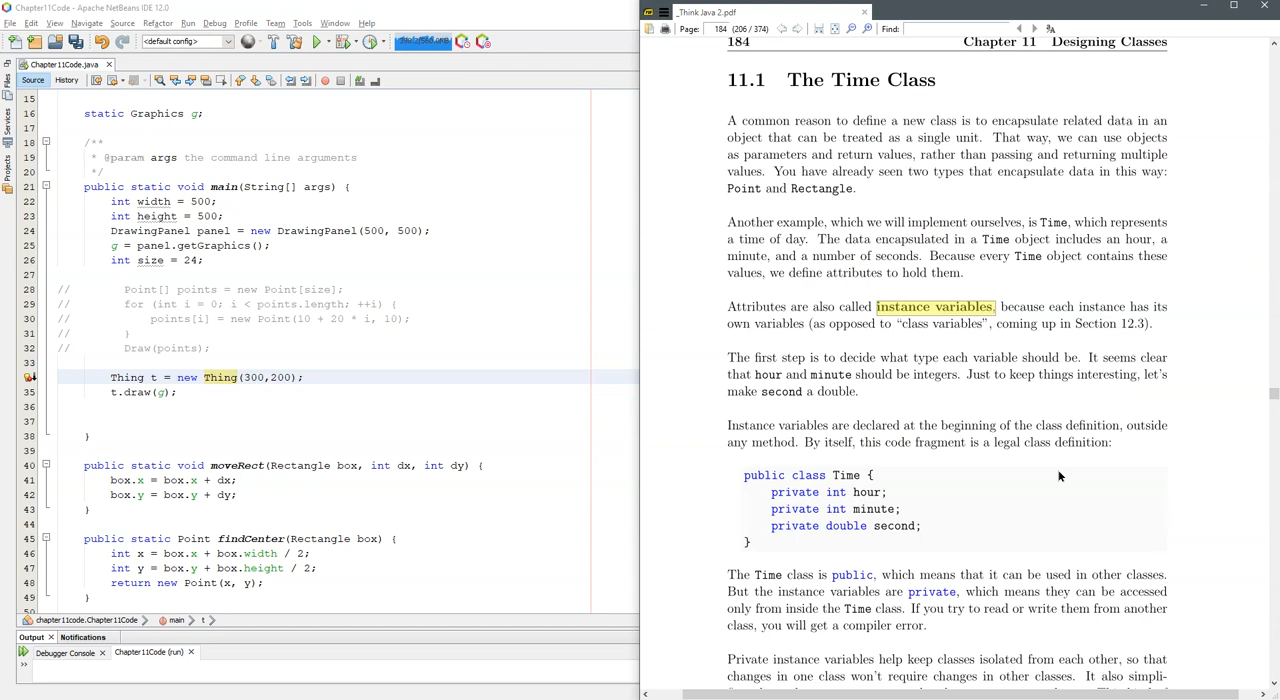 Chapter11Code - Apache NetBeans IDE 12.0
File Edit View Navigate Source Refactor Run Debug Profile Team Tools Window Help
<default config>
Chapter11Code.java
Source History
Files
Services
Projects
15
16 static Graphics g;
17
18 /**
19 * @param args the command line arguments
20 */
21 public static void main(String[] args) {
22 int width = 500;
23 int height = 500;
24 DrawingPanel panel = new DrawingPanel(500, 500);
25 g = panel.getGraphics();
26 int size = 24;
27
28 // Point[] points = new Point[size];
29 // for (int i = 0; i < points.length; ++i) {
30 // points[i] = new Point(10 + 20 * i, 10);
31 // }
32 // Draw(points);
33
Thing t = new Thing(300,200);
35 t.draw(g);
36
37
38 }
39
40 public static void moveRect(Rectangle box, int dx, int dy) {
41 box.x = box.x + dx;
42 box.y = box.y + dy;
43 }
44
45 public static Point findCenter(Rectangle box) {
46 int x = box.x + box.width / 2;
47 int y = box.y + box.height / 2;
48 return new Point(x, y);
49 }
50
chapter11code.Chapter11Code main t
Output Notifications
Debugger Console Chapter11Code (run)
_Think Java 2.pdf
Page: 184 (206 / 374) Find:
184 Chapter 11 Designing Classes
11.1 The Time Class
A common reason to define a new class is to encapsulate related data in an
object that can be treated as a single unit. That way, we can use objects
as parameters and return values, rather than passing and returning multiple
values. You have already seen two types that encapsulate data in this way:
Point and Rectangle.
Another example, which we will implement ourselves, is Time, which represents
a time of day. The data encapsulated in a Time object includes an hour, a
minute, and a number of seconds. Because every Time object contains these
values, we define attributes to hold them.
Attributes are also called instance variables, because each instance has its
own variables (as opposed to “class variables”, coming up in Section 12.3).
The first step is to decide what type each variable should be. It seems clear
that hour and minute should be integers. Just to keep things interesting, let’s
make second a double.
Instance variables are declared at the beginning of the class definition, outside
any method. By itself, this code fragment is a legal class definition:
public class Time {
private int hour;
private int minute;
private double second;
}
The Time class is public, which means that it can be used in other classes.
But the instance variables are private, which means they can be accessed
only from inside the Time class. If you try to read or write them from another
class, you will get a compiler error.
Private instance variables help keep classes isolated from each other, so that
changes in one class won’t require changes in other classes. It also simpli-